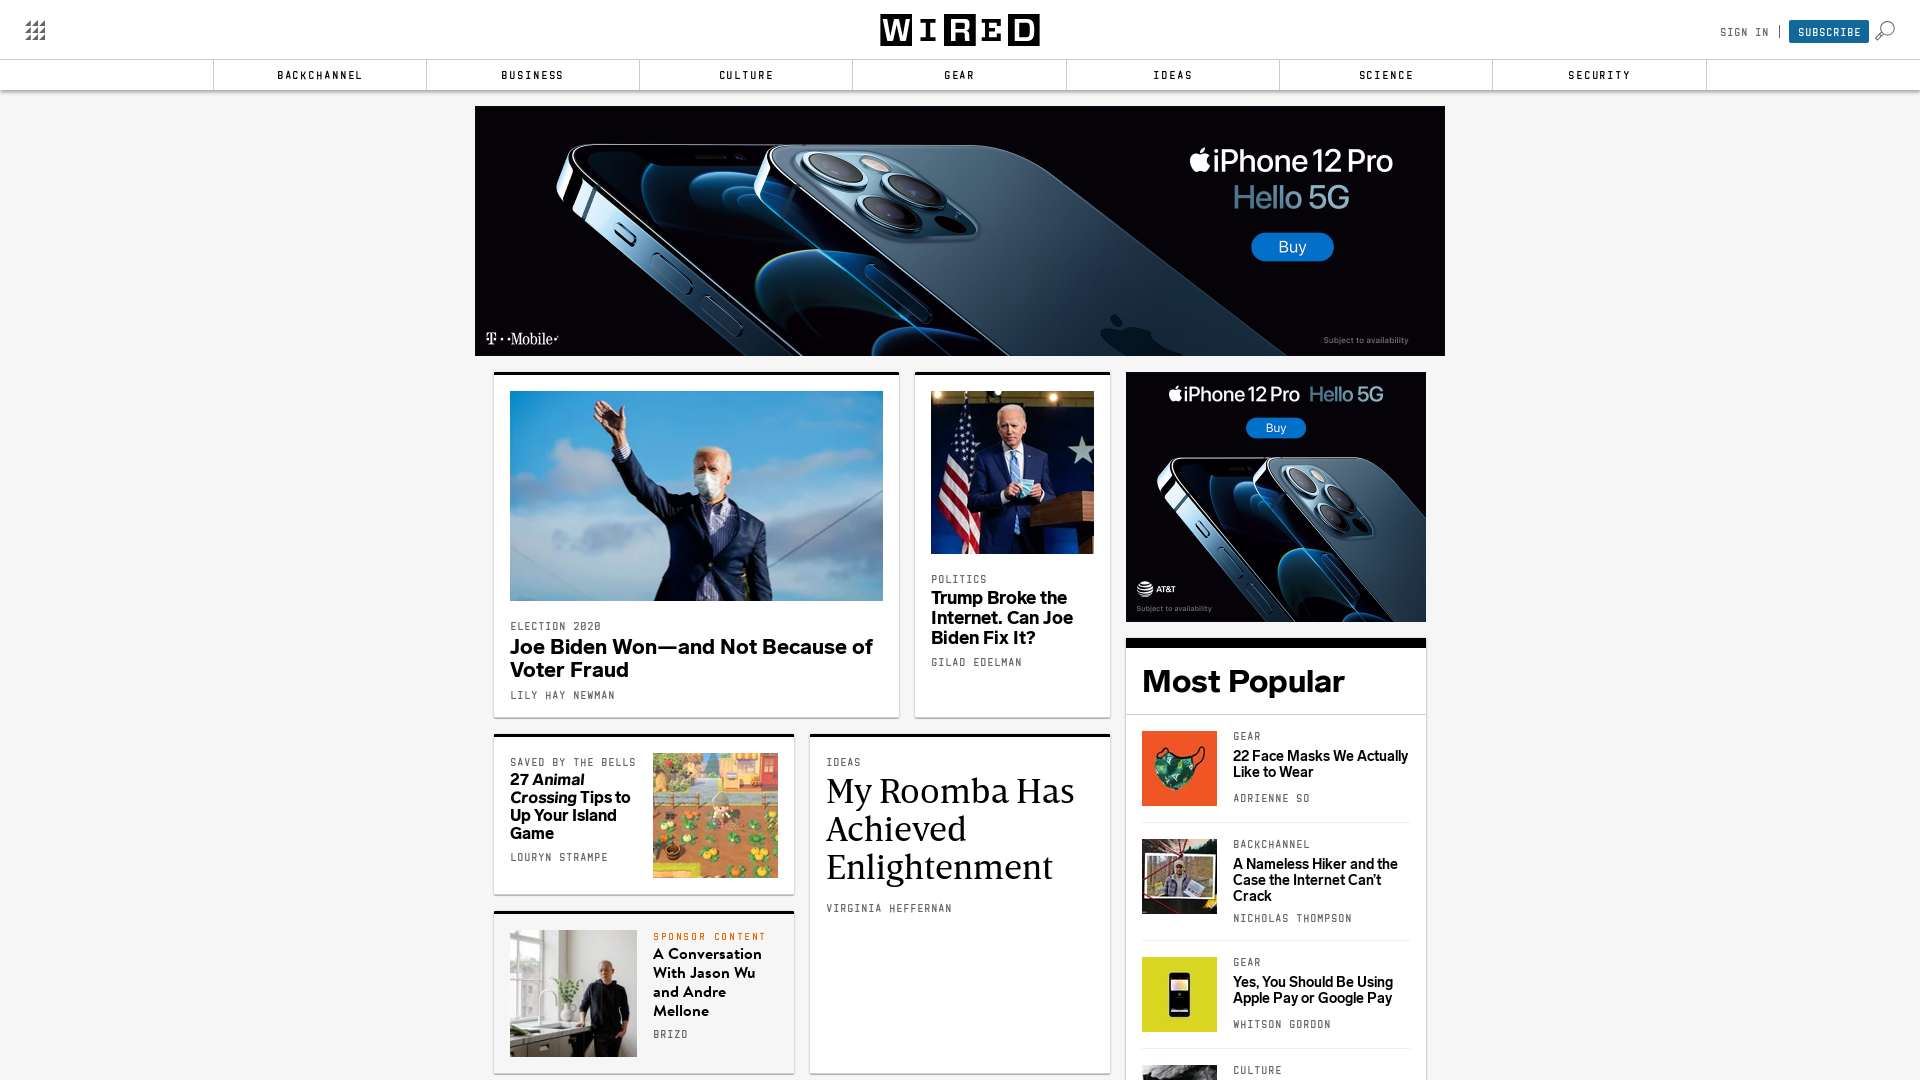 WIRED
SIGN IN
SUBSCRIBE
BACKCHANNEL
BUSINESS
CULTURE
GEAR
IDEAS
SCIENCE
SECURITY
iPhone 12 Pro
Hello 5G
Buy
T··Mobile·
Subject to availability
ELECTION 2020
Joe Biden Won—and Not Because of
Voter Fraud
LILY HAY NEWMAN
POLITICS
Trump Broke the
Internet. Can Joe
Biden Fix It?
GILAD EDELMAN
iPhone 12 Pro Hello 5G
Buy
AT&T
Subject to availability
SAVED BY THE BELLS
27 Animal
Crossing Tips to
Up Your Island
Game
LOURYN STRAMPE
IDEAS
My Roomba Has
Achieved
Enlightenment
VIRGINIA HEFFERNAN
SPONSOR CONTENT
A Conversation
With Jason Wu
and Andre
Mellone
BRIZO
Most Popular
GEAR
22 Face Masks We Actually
Like to Wear
ADRIENNE SO
BACKCHANNEL
A Nameless Hiker and the
Case the Internet Can’t
Crack
NICHOLAS THOMPSON
GEAR
Yes, You Should Be Using
Apple Pay or Google Pay
WHITSON GORDON
CULTURE